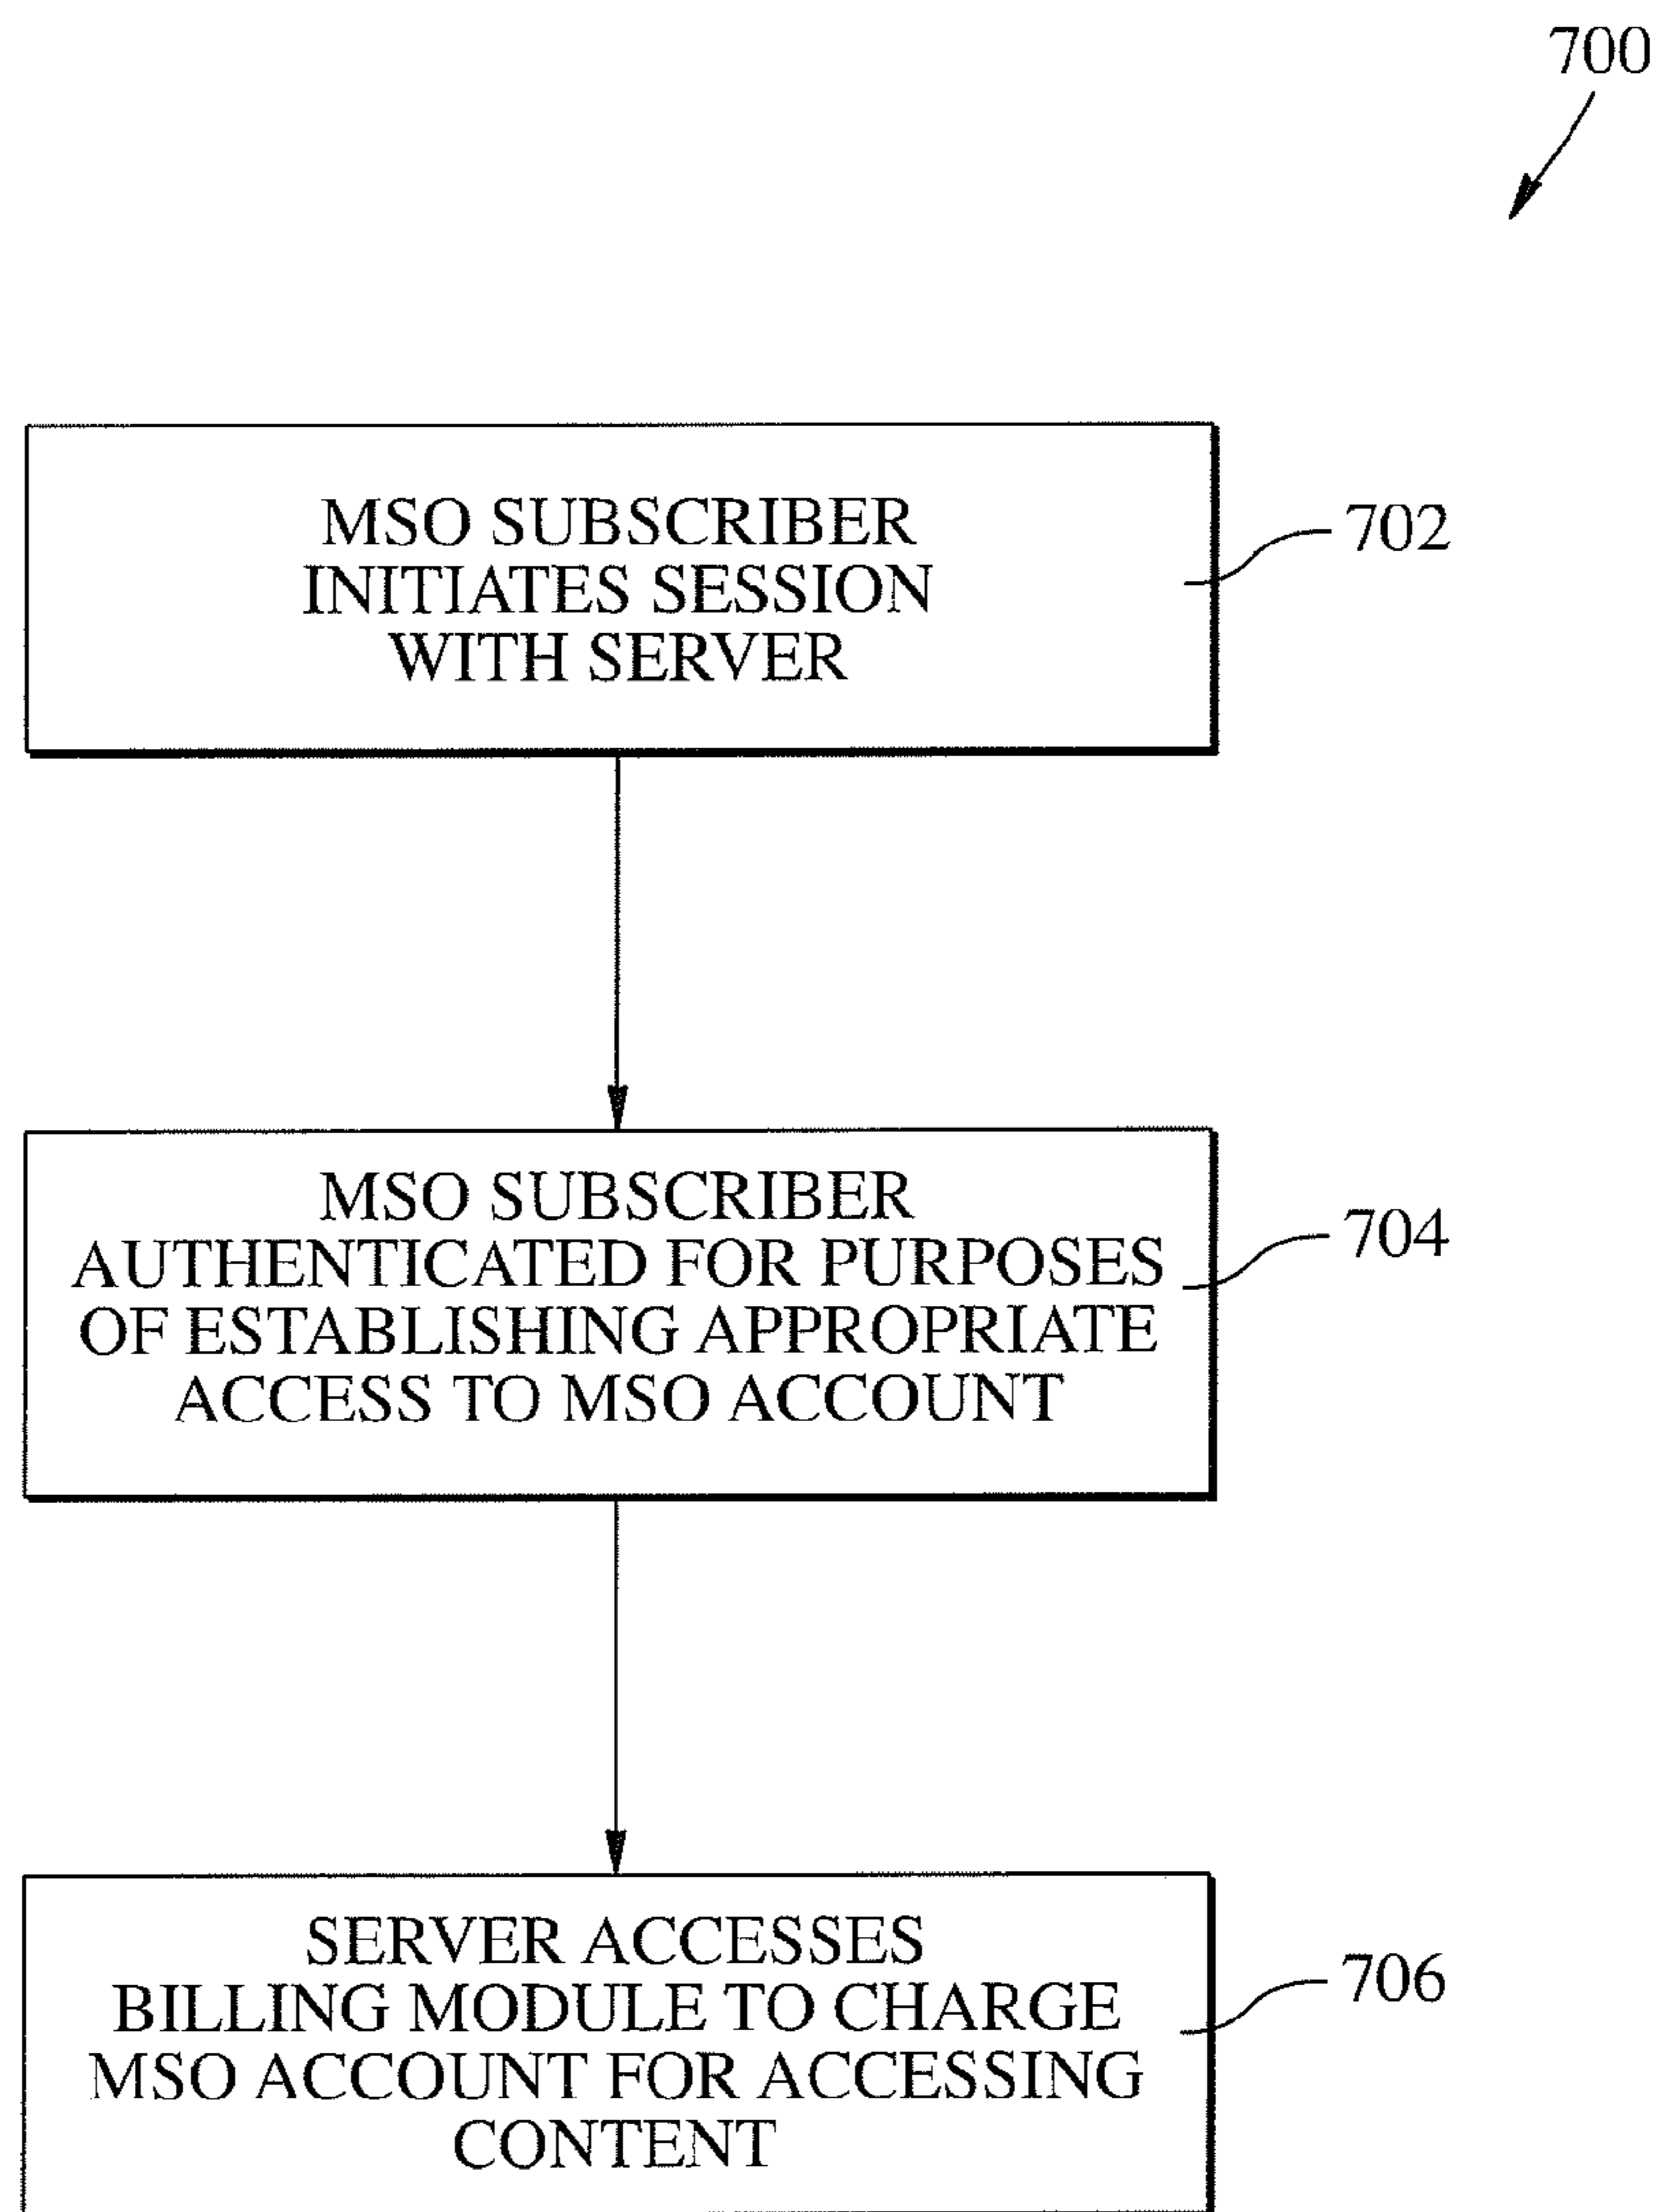 700
MSO SUBSCRIBER
INITIATES SESSION
WITH SERVER
702
MSO SUBSCRIBER
AUTHENTICATED FOR PURPOSES
OF ESTABLISHING APPROPRIATE
ACCESS TO MSO ACCOUNT
704
SERVER ACCESSES
BILLING MODULE TO CHARGE
MSO ACCOUNT FOR ACCESSING
CONTENT
706